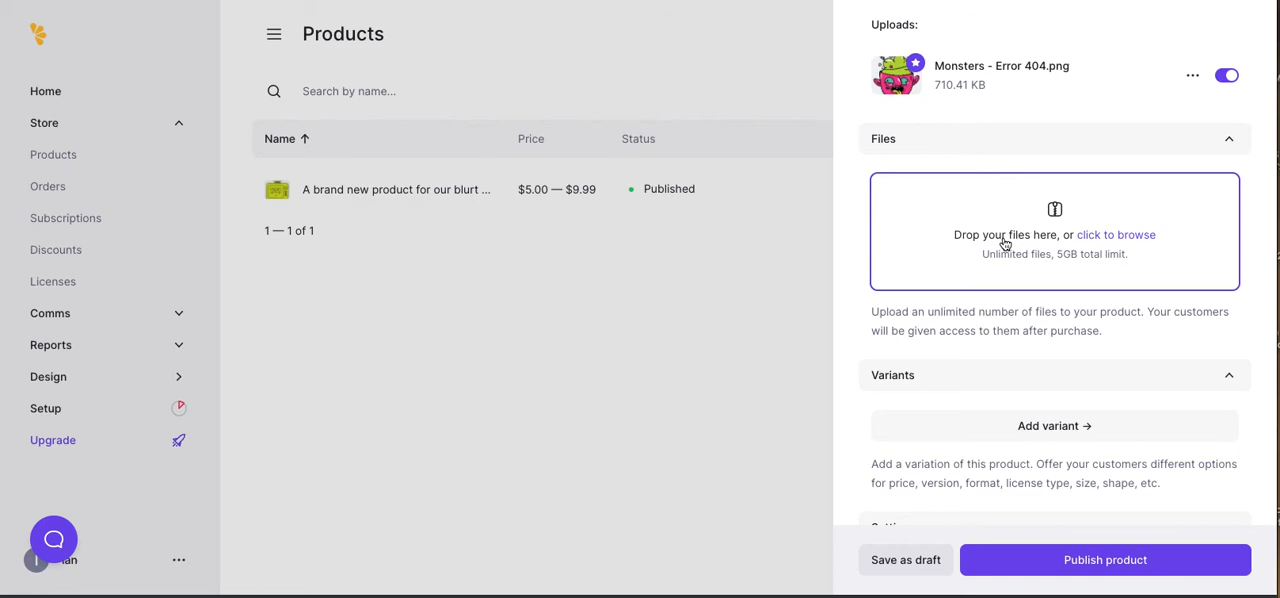 Products
Search by name...
Name ↑
Price
Status
A brand new product for our blurt ...
$5.00 — $9.99
Published
1 — 1 of 1
Home
Store
Products
Orders
Subscriptions
Discounts
Licenses
Comms
Reports
Design
Setup
Upgrade
Uploads:
Monsters - Error 404.png
710.41 KB
Files
Drop your files here, or click to browse
Unlimited files, 5GB total limit.
Upload an unlimited number of files to your product. Your customers
will be given access to them after purchase.
Variants
Add variant →
Add a variation of this product. Offer your customers different options
for price, version, format, license type, size, shape, etc.
Save as draft
Publish product